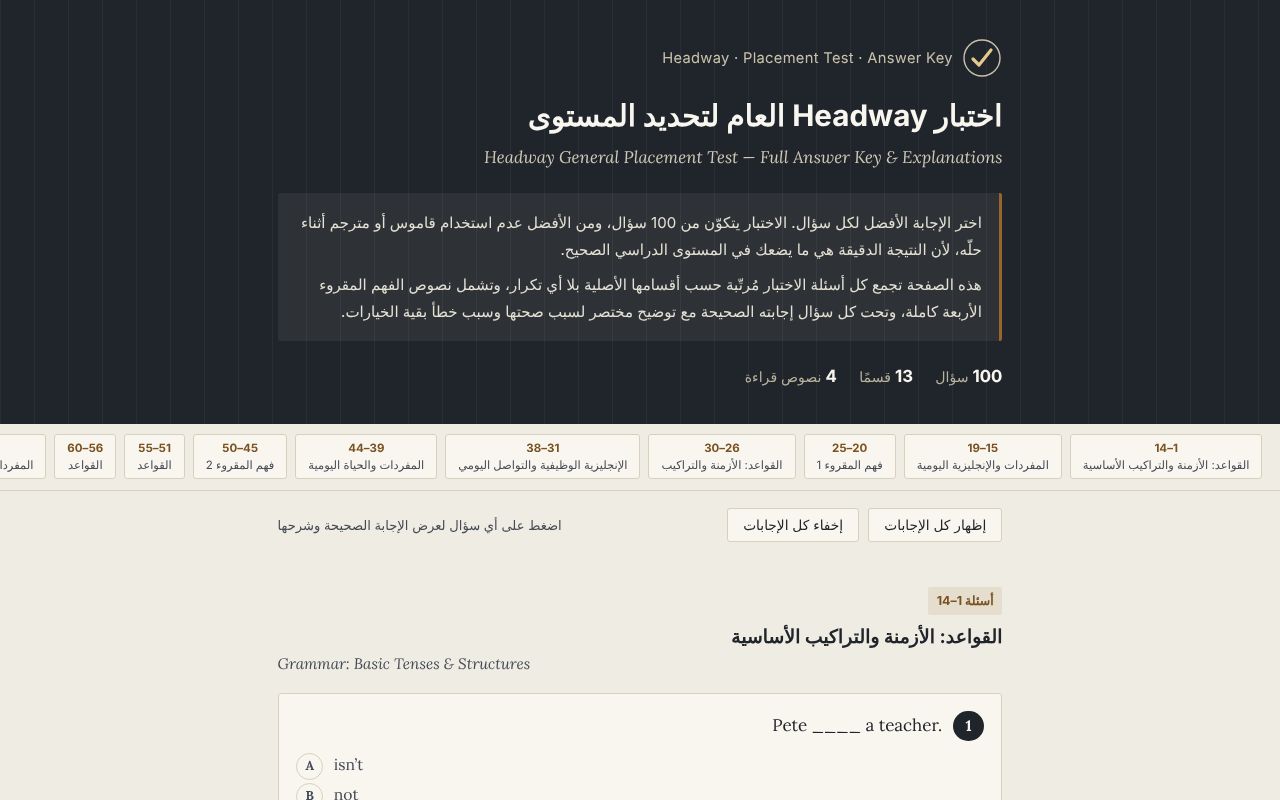 Headway · Placement Test · Answer Key
اختبار Headway العام لتحديد المستوى
Headway General Placement Test — Full Answer Key & Explanations
اختر الإجابة الأفضل لكل سؤال. الاختبار يتكوّن من 100 سؤال، ومن الأفضل عدم استخدام قاموس أو مترجم أثناء
حلّه، لأن النتيجة الدقيقة هي ما يضعك في المستوى الدراسي الصحيح.
هذه الصفحة تجمع كل أسئلة الاختبار مُرتّبة حسب أقسامها الأصلية بلا أي تكرار، وتشمل نصوص الفهم المقروء
الأربعة كاملة، وتحت كل سؤال إجابته الصحيحة مع توضيح مختصر لسبب صحتها وسبب خطأ بقية الخيارات.
100 سؤال 13 قسمًا 4 نصوص قراءة
1–14
القواعد: الأزمنة والتراكيب الأساسية
15–19
المفردات والإنجليزية اليومية
20–25
فهم المقروء 1
26–30
القواعد: الأزمنة والتراكيب
31–38
الإنجليزية الوظيفية والتواصل اليومي
39–44
المفردات والحياة اليومية
45–50
فهم المقروء 2
51–55
القواعد
56–60
القواعد
إظهار كل الإجابات
إخفاء كل الإجابات
اضغط على أي سؤال لعرض الإجابة الصحيحة وشرحها
أسئلة 1–14
القواعد: الأزمنة والتراكيب الأساسية
Grammar: Basic Tenses & Structures
1 Pete ____ a teacher.
A isn’t
B not